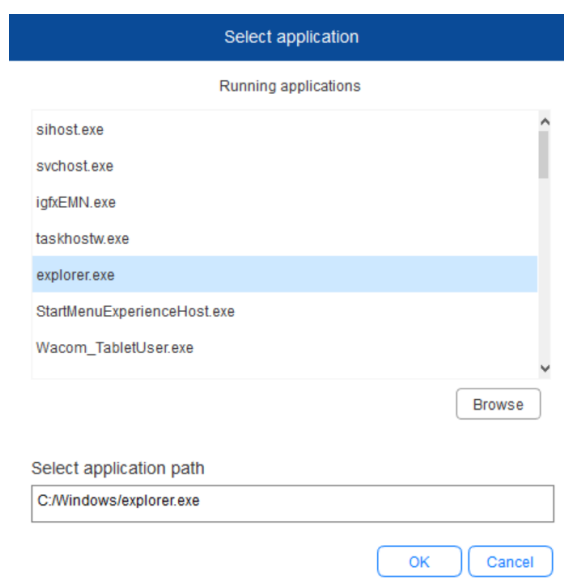 Select application
Running applications
sihost.exe
svchost.exe
igfxEMN.exe
taskhostw.exe
explorer.exe
StartMenuExperienceHost.exe
Wacom_TabletUser.exe
Browse
Select application path
C:/Windows/explorer.exe
OK Cancel